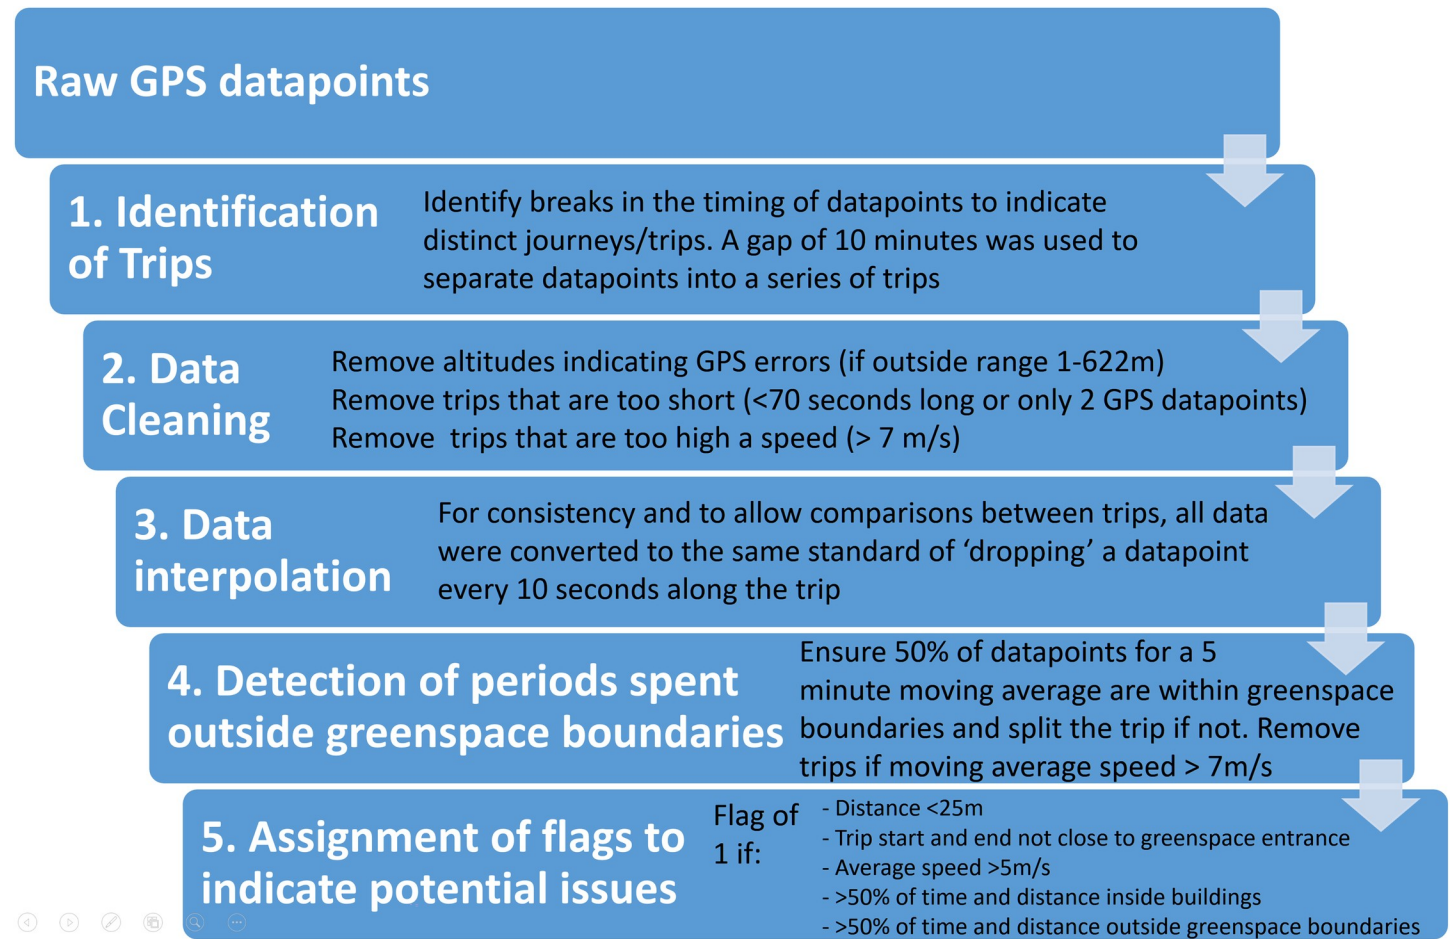 Raw GPS datapoints
1. Identification
of Trips
Identify breaks in the timing of datapoints to indicate
distinct journeys/trips. A gap of 10 minutes was used to
separate datapoints into a series of trips
2. Data
Cleaning
Remove altitudes indicating GPS errors (if outside range 1-622m)
Remove trips that are too short (<70 seconds long or only 2 GPS datapoints)
Remove  trips that are too high a speed (> 7 m/s)
3. Data
interpolation
For consistency and to allow comparisons between trips, all data
were converted to the same standard of ‘dropping’ a datapoint
every 10 seconds along the trip
4. Detection of periods spent
outside greenspace boundaries
Ensure 50% of datapoints for a 5
minute moving average are within greenspace
boundaries and split the trip if not. Remove
trips if moving average speed > 7m/s
5. Assignment of flags to
indicate potential issues
Flag of
1 if:
- Distance <25m
- Trip start and end not close to greenspace entrance
- Average speed >5m/s
- >50% of time and distance inside buildings
- >50% of time and distance outside greenspace boundaries